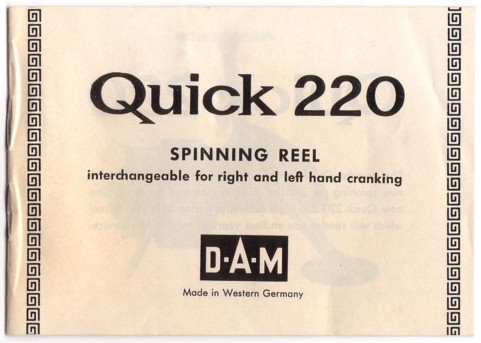 Quick 220
SPINNING REEL
interchangeable for right and left hand cranking
D·A·M
Made in Western Germany